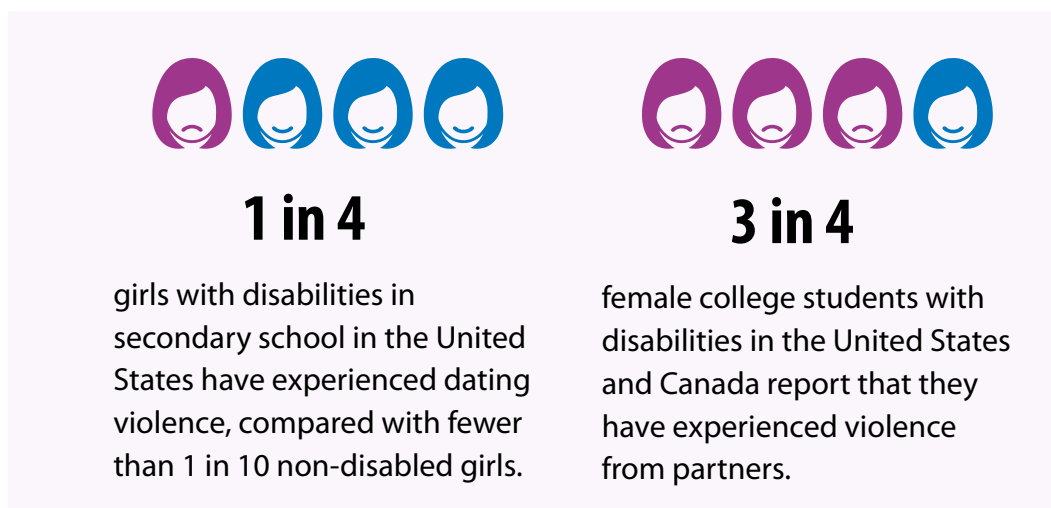 1 in 4
girls with disabilities in
secondary school in the United
States have experienced dating
violence, compared with fewer
than 1 in 10 non-disabled girls.
3 in 4
female college students with
disabilities in the United States
and Canada report that they
have experienced violence
from partners.